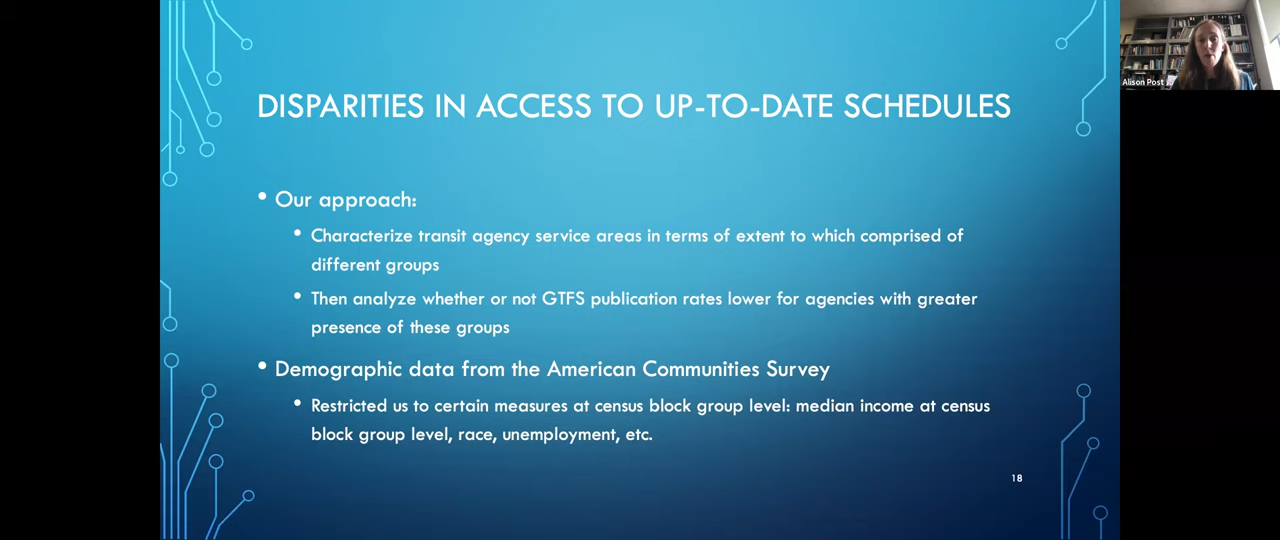 Alison Post
DISPARITIES IN ACCESS TO UP-TO-DATE SCHEDULES
• Our approach:
• Characterize transit agency service areas in terms of extent to which comprised of
different groups
• Then analyze whether or not GTFS publication rates lower for agencies with greater
presence of these groups
• Demographic data from the American Communities Survey
• Restricted us to certain measures at census block group level: median income at census
block group level, race, unemployment, etc.
18